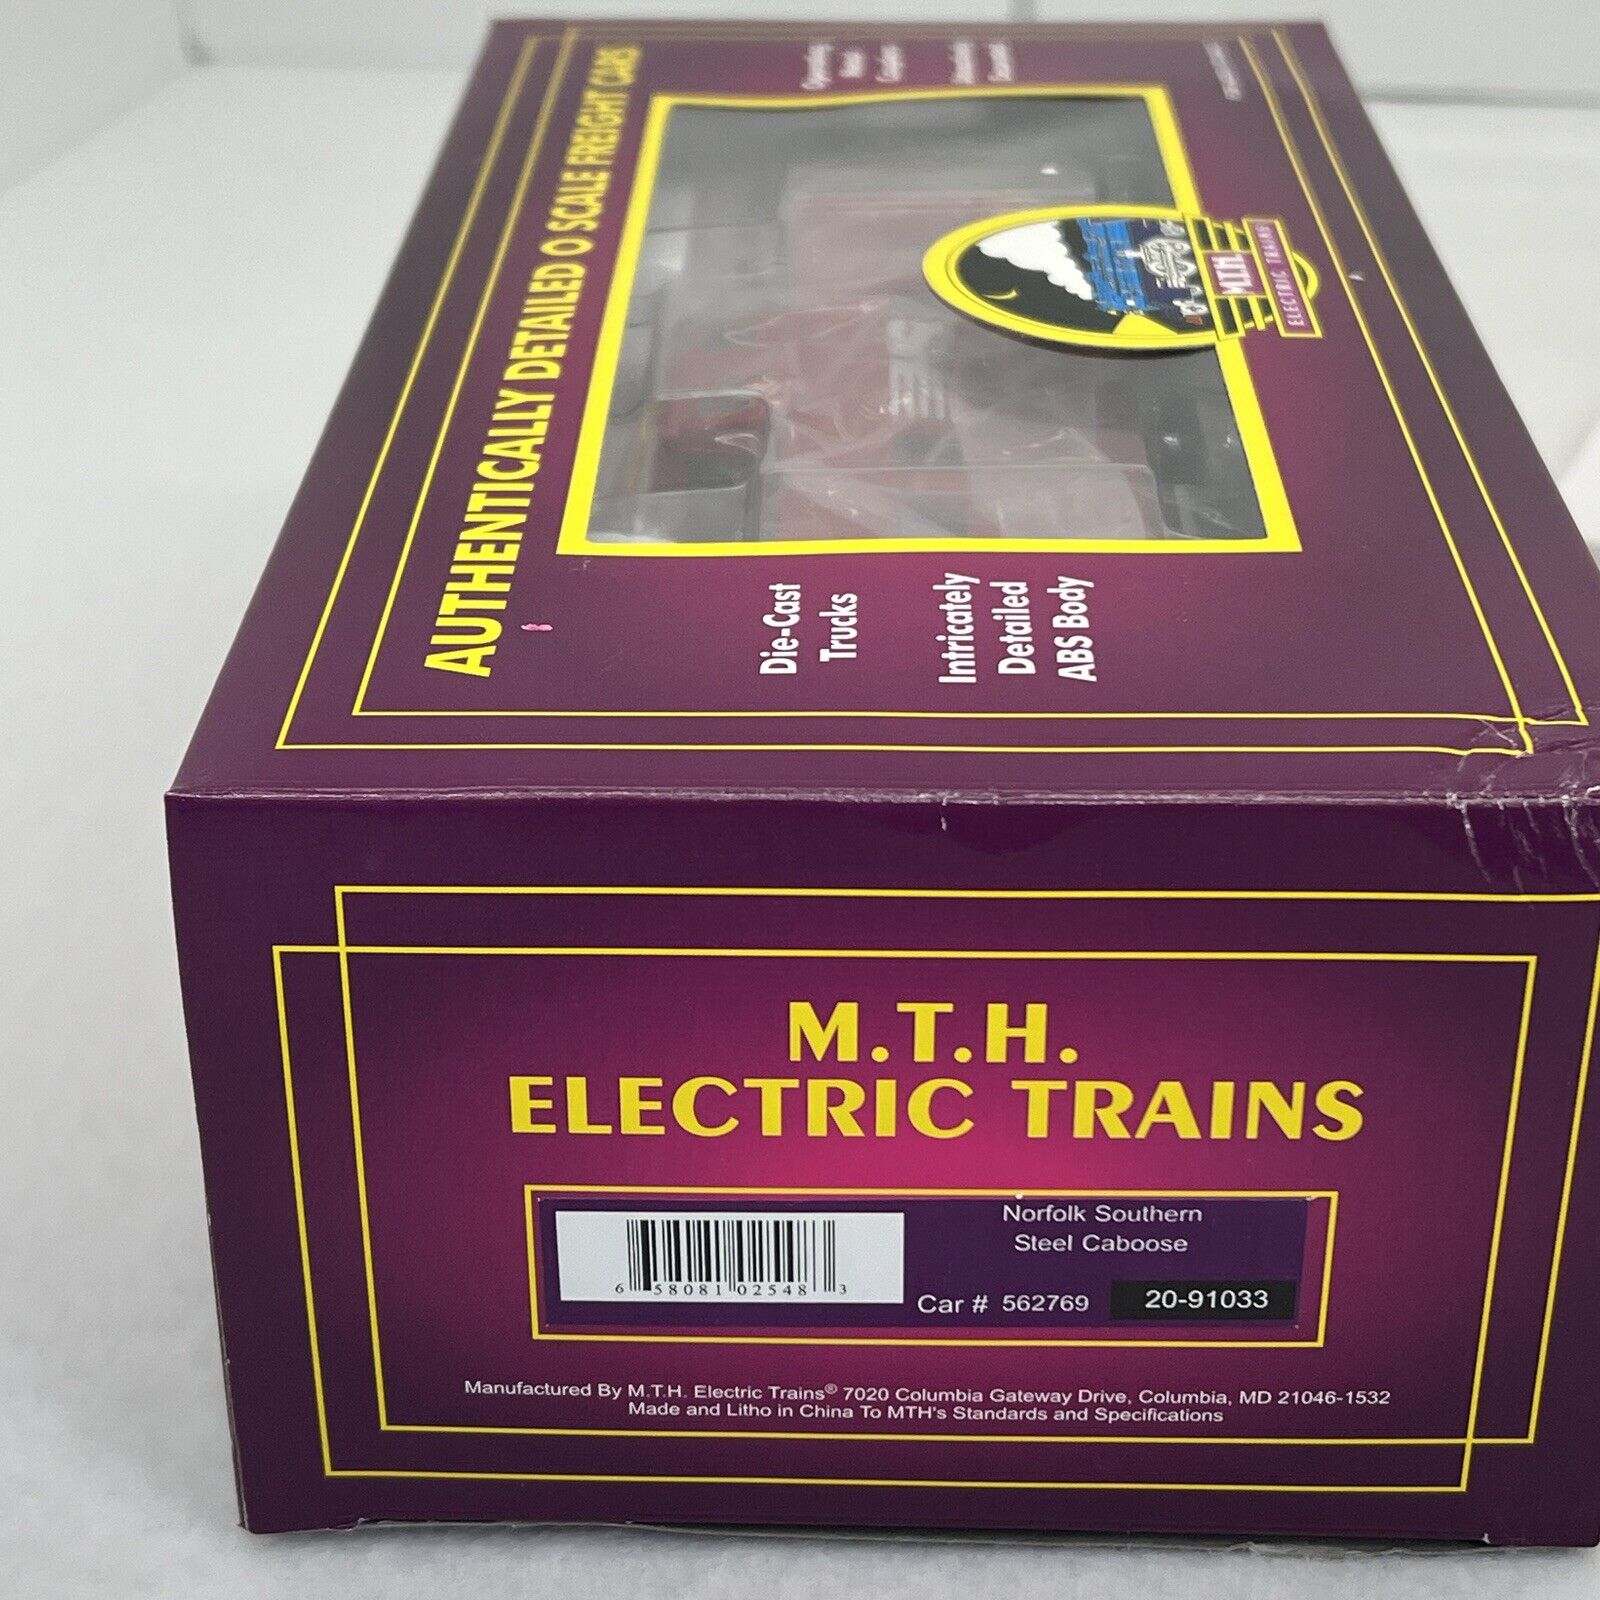 AUTHENTICALLY DETAILED O SCALE FREIGHT CARS
Die-Cast
Trucks
Intricately
Detailed
ABS Body
M.T.H.
ELECTRIC TRAINS
M.T.H.
ELECTRIC TRAINS
Norfolk Southern
Steel Caboose
6 58081 02548 3
Car # 562769 20-91033
Manufactured By M.T.H. Electric Trains® 7020 Columbia Gateway Drive, Columbia, MD 21046-1532
Made and Litho in China To MTH's Standards and Specifications